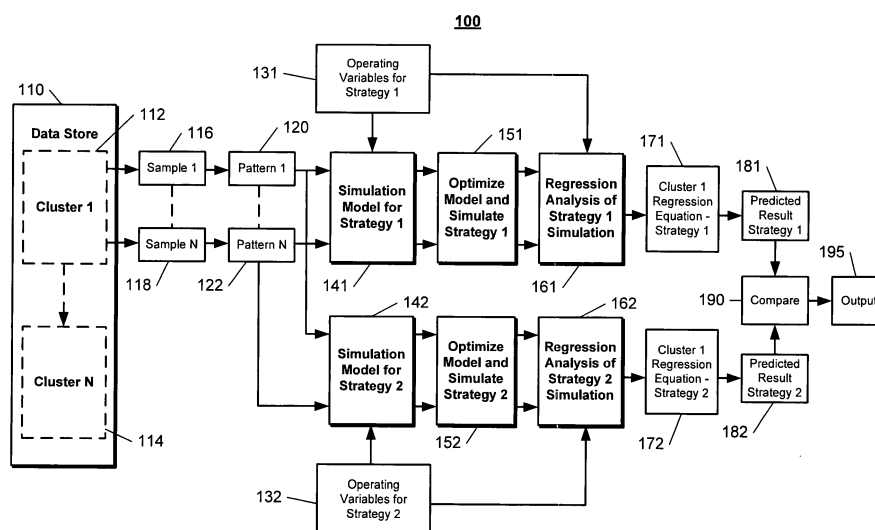 100
110
Data Store
112
Cluster 1
Cluster N
114
116
Sample 1
Sample N
118
120
Pattern 1
Pattern N
122
131
Operating
Variables for
Strategy 1
Simulation
Model for
Strategy 1
141
151
Optimize
Model and
Simulate
Strategy 1
Regression
Analysis of
Strategy 1
Simulation
161
171
Cluster 1
Regression
Equation -
Strategy 1
181
Predicted
Result
Strategy 1
190
Compare
195
Output
142
Simulation
Model for
Strategy 2
Optimize
Model and
Simulate
Strategy 2
152
162
Regression
Analysis of
Strategy 2
Simulation
Cluster 1
Regression
Equation -
Strategy 2
172
Predicted
Result
Strategy 2
182
132
Operating
Variables for
Strategy 2